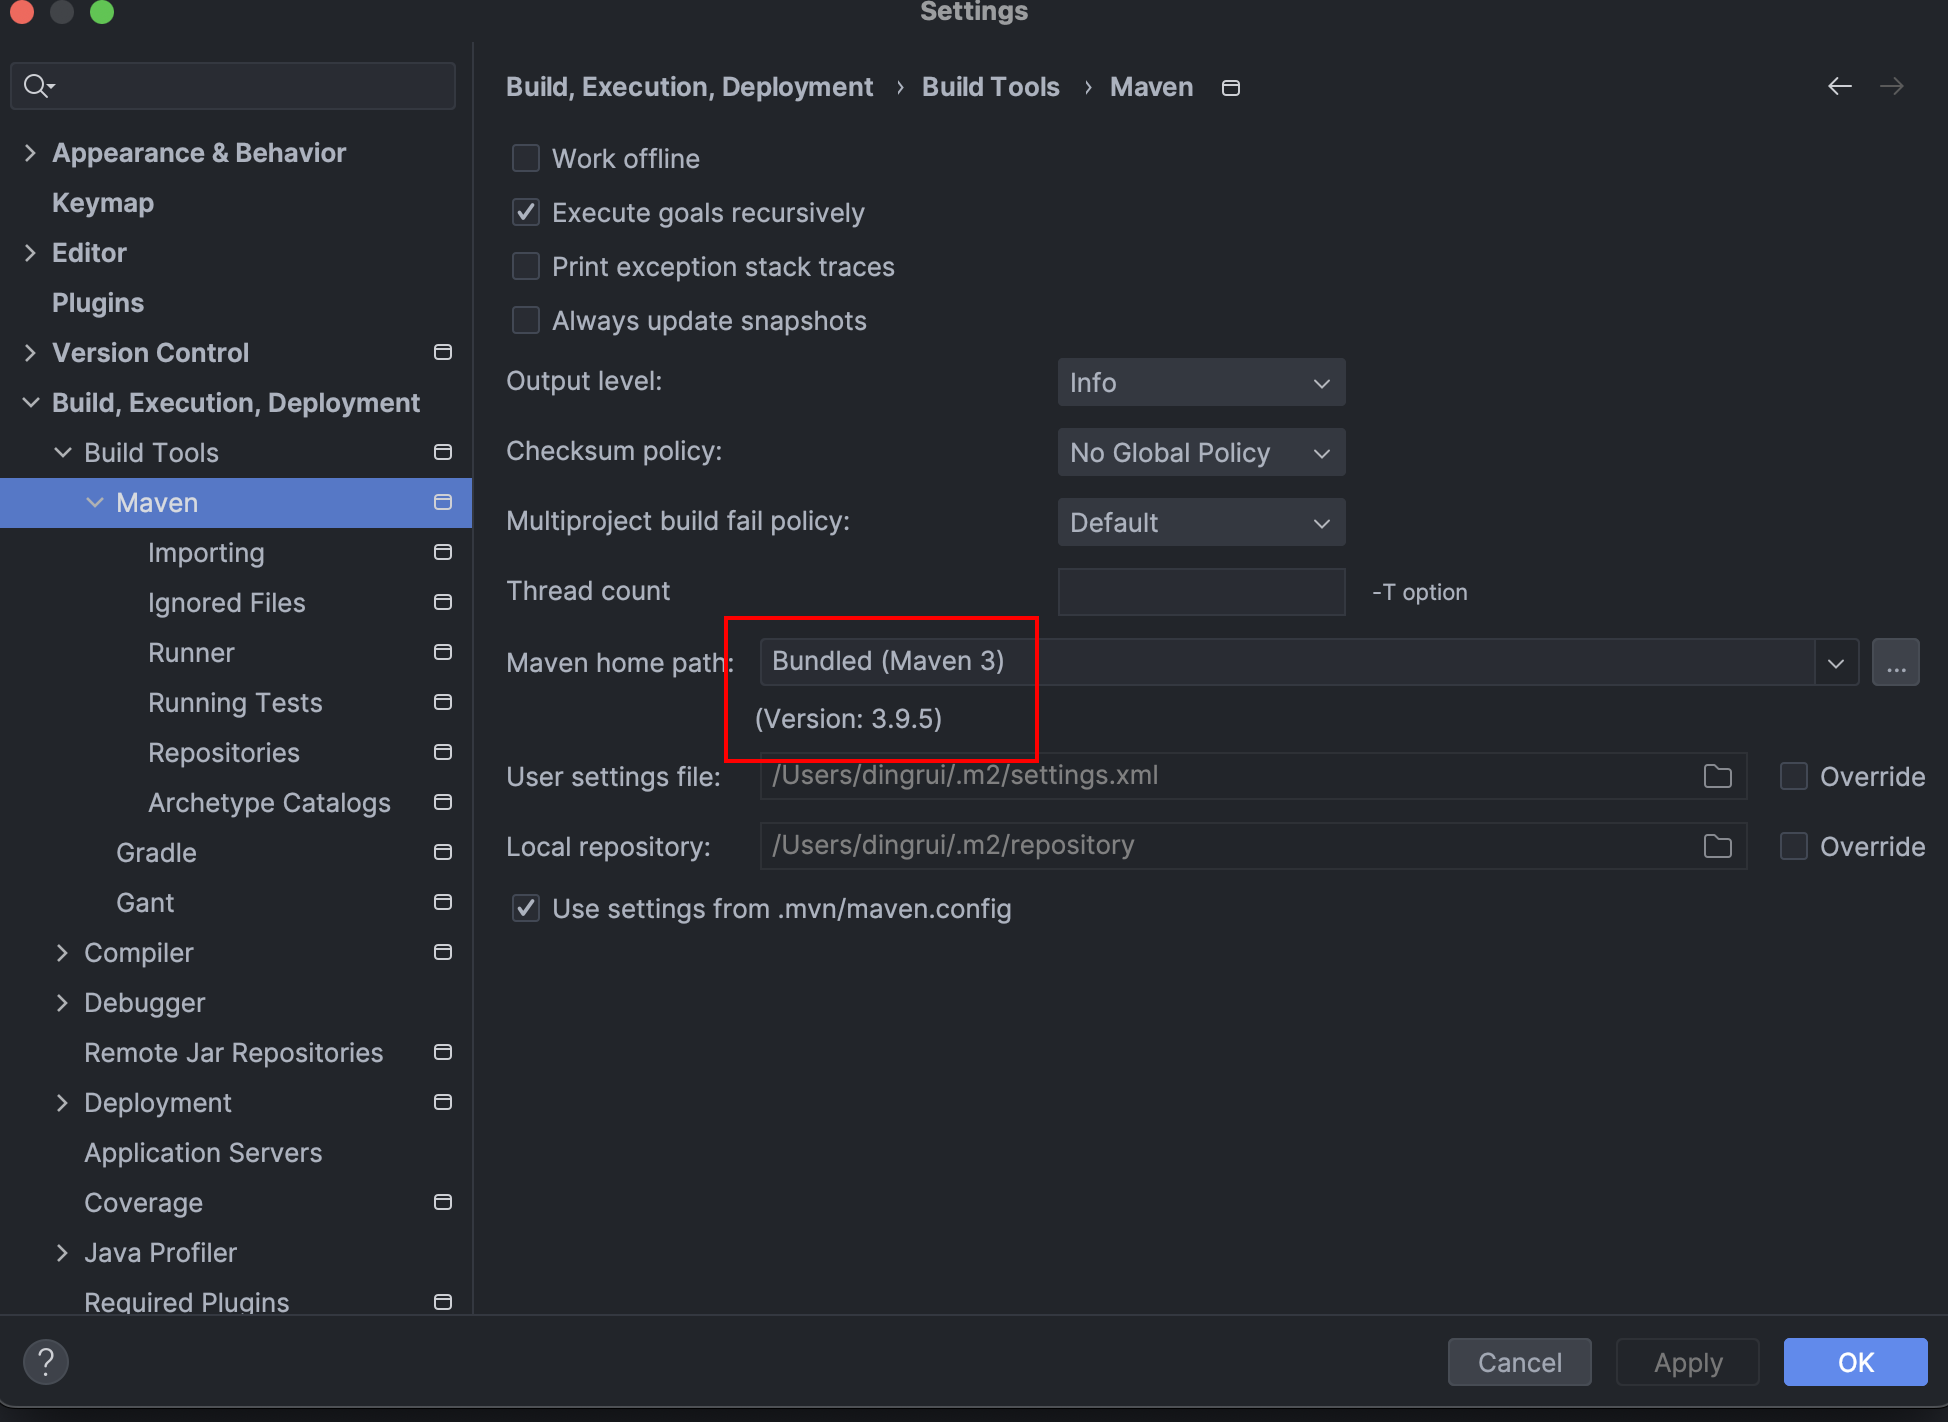 Settings
Build, Execution, Deployment › Build Tools › Maven
Appearance & Behavior
Keymap
Editor
Plugins
Version Control
Build, Execution, Deployment
Build Tools
Maven
Importing
Ignored Files
Runner
Running Tests
Repositories
Archetype Catalogs
Gradle
Gant
Compiler
Debugger
Remote Jar Repositories
Deployment
Application Servers
Coverage
Java Profiler
Required Plugins
Work offline
Execute goals recursively
Print exception stack traces
Always update snapshots
Output level: Info
Checksum policy: No Global Policy
Multiproject build fail policy: Default
Thread count -T option
Maven home path: Bundled (Maven 3) ...
(Version: 3.9.5)
User settings file: /Users/dingrui/.m2/settings.xml Override
Local repository: /Users/dingrui/.m2/repository Override
Use settings from .mvn/maven.config
? Cancel Apply OK